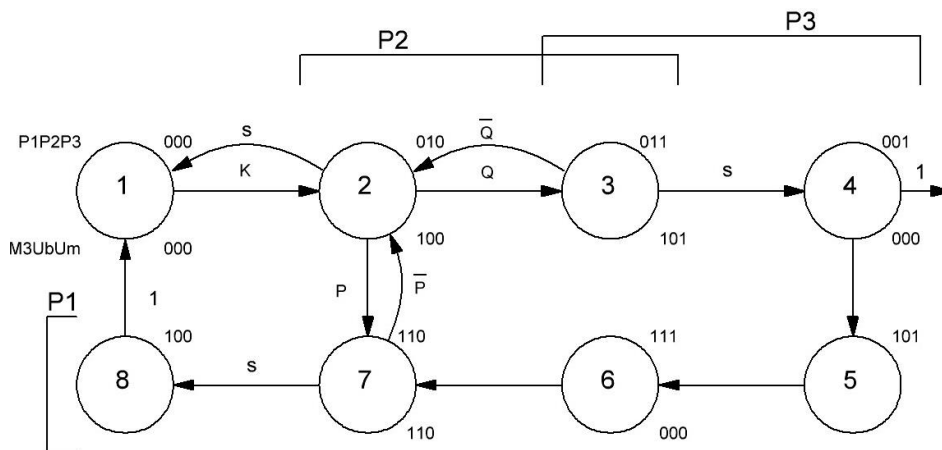 P3
P2
P1P2P3 000 s 010 Q̅ 011 001
1 K 2 Q 3 s 4 1
M3UbUm 000 100 101 000
P1 1 P P̅
100 110 111 101
8 s 7 6 5
110 000